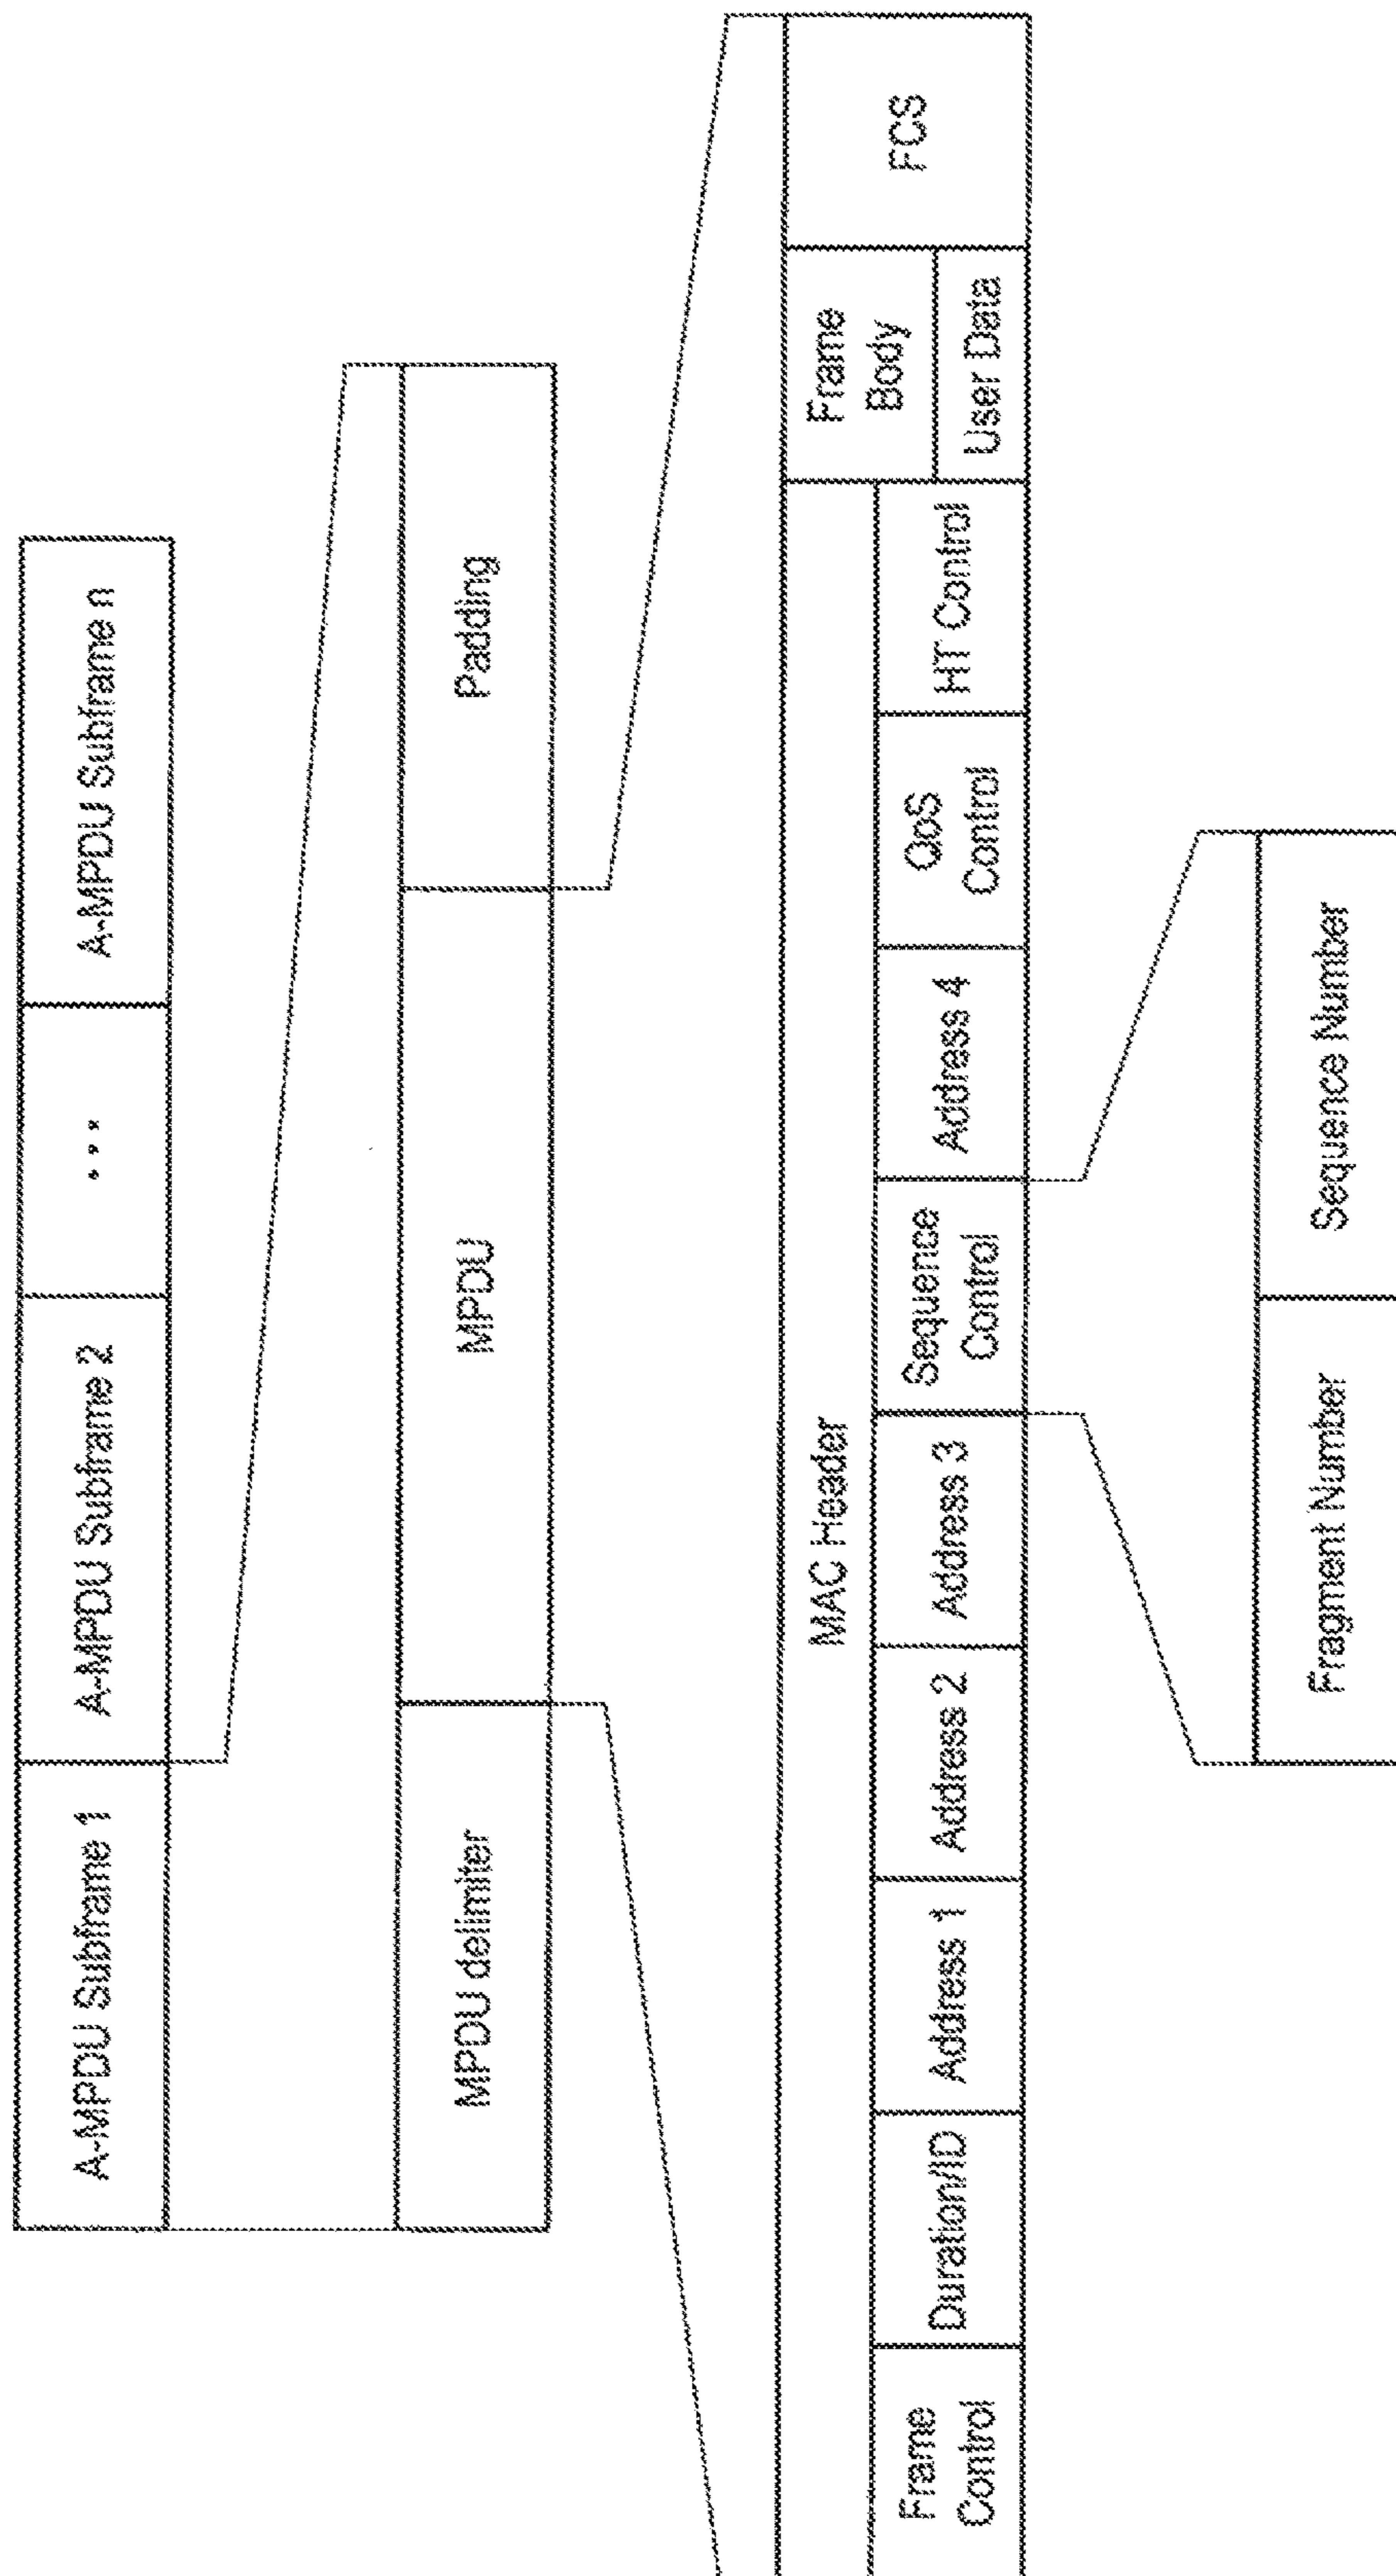 A-MPDU Subframe 1
A-MPDU Subframe 2
...
A-MPDU Subframe n
MPDU delimiter
MPDU
Padding
MAC Header
Frame
Body
FCS
Frame
Control
Duration/ID
Address 1
Address 2
Address 3
Sequence
Control
Address 4
QoS
Control
HT Control
User Data
Fragment Number
Sequence Number